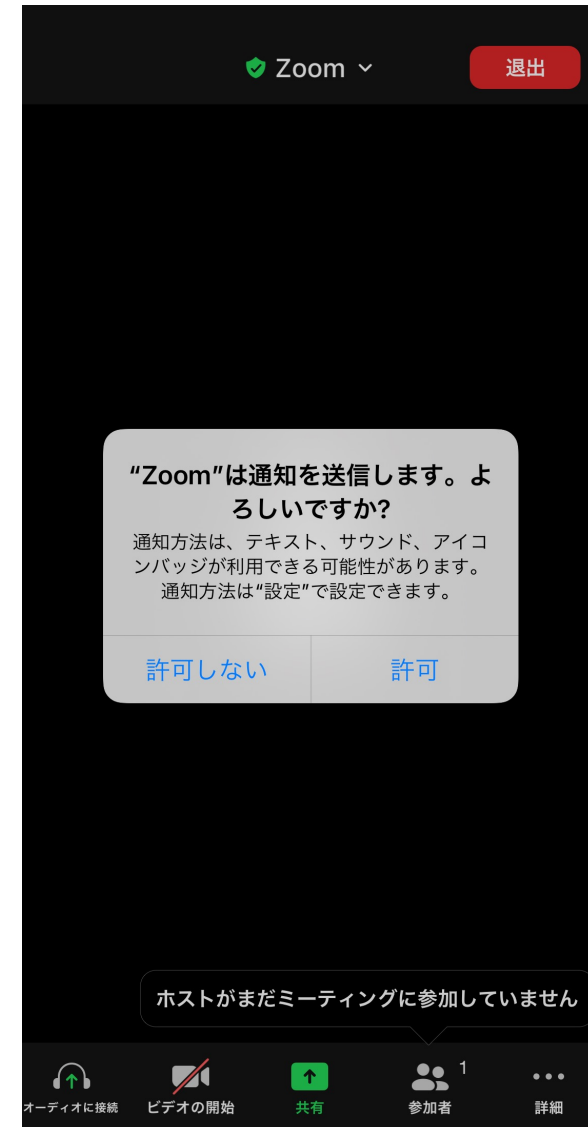 Zoom
退出
“Zoom”は通知を送信します。よ
ろしいですか?
通知方法は、テキスト、サウンド、アイコ
ンバッジが利用できる可能性があります。
通知方法は“設定”で設定できます。
許可しない
許可
ホストがまだミーティングに参加していません
1
オーディオに接続
ビデオの開始
共有
参加者
詳細